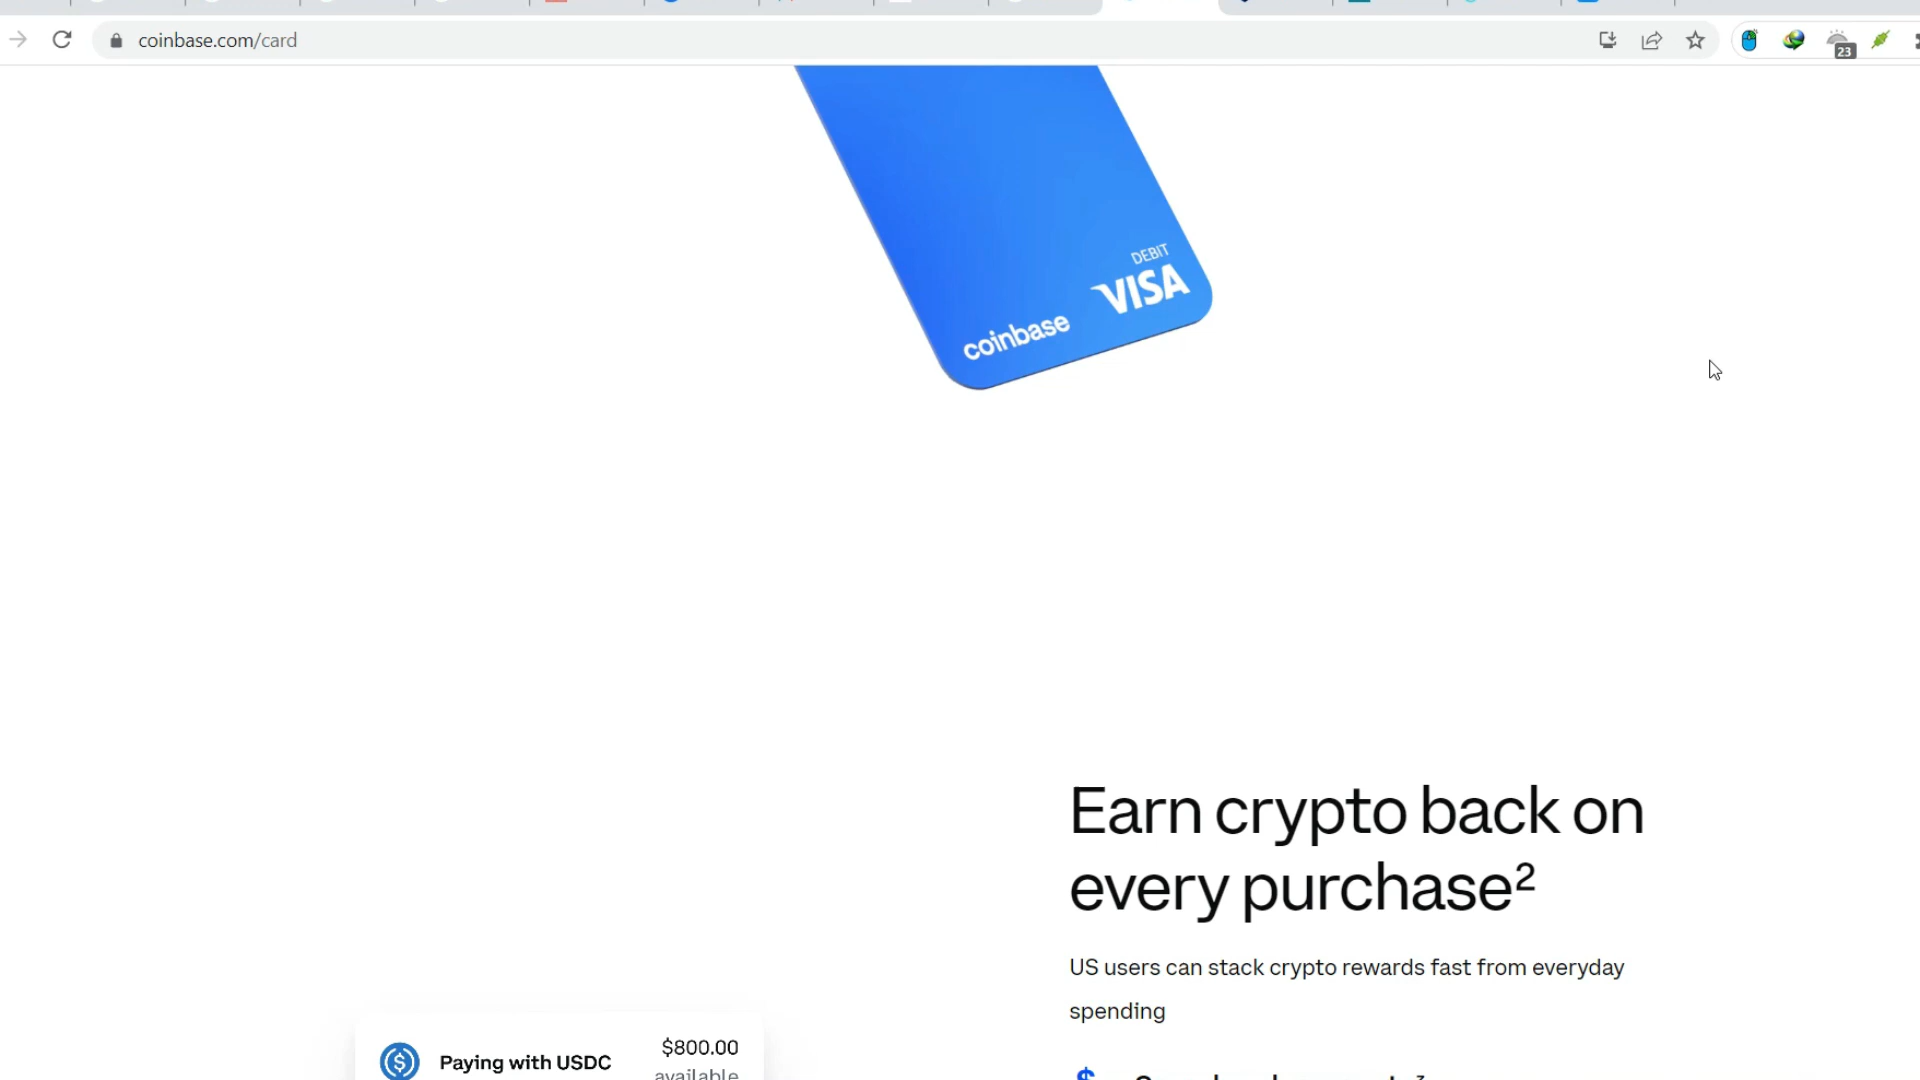 coinbase.com/card
23
DEBIT
VISA
coinbase
Earn crypto back on
every purchase²
US users can stack crypto rewards fast from everyday
spending
$800.00
Paying with USDC
available